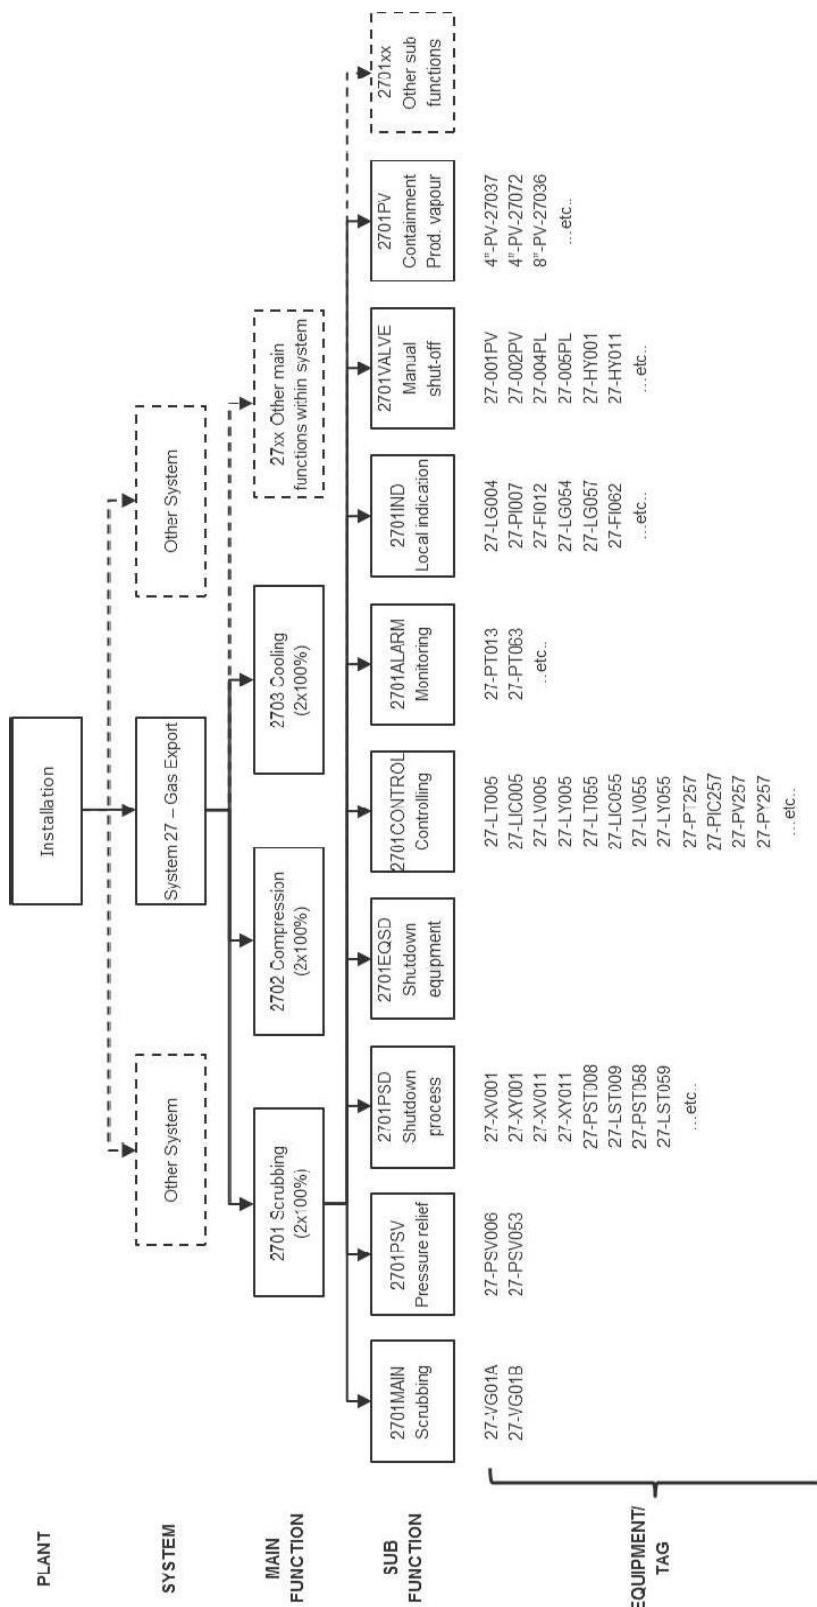 PLANT
Installation
SYSTEM
Other System
System 27 – Gas Export
Other System
MAIN
FUNCTION
2701 Scrubbing
(2x100%)
2702 Compression
(2x100%)
2703 Cooling
(2x100%)
27xx Other main
functions within system
SUB
FUNCTION
2701MAIN
Scrubbing
2701PSV
Pressure relief
2701PSD
Shutdown
process
2701EQSD
Shutdown
equipment
2701CONTROL
Controlling
2701ALARM
Monitoring
2701IND
Local indication
2701VALVE
Manual
shut-off
2701PV
Containment
Prod. vapour
2701xx
Other sub
functions
EQUIPMENT/
TAG
27-VG01A
27-VG01B
27-PSV006
27-PSV053
27-XV001
27-XY001
27-XV011
27-XY011
27-PST008
27-LST009
27-PST058
27-LST059
...etc..
27-LT005
27-LIC005
27-LV005
27-LY005
27-LT055
27-LIC055
27-LV055
27-LY055
27-PT257
27-PIC257
27-PV257
27-PY257
...etc..
27-PT013
27-PT063
...etc..
27-LG004
27-PI007
27-FI012
27-LG054
27-LG057
27-FI062
...etc..
27-001PV
27-002PV
27-004PL
27-005PL
27-HY001
27-HY011
...etc..
4"-PV-27037
4"-PV-27072
8"-PV-27036
...etc..